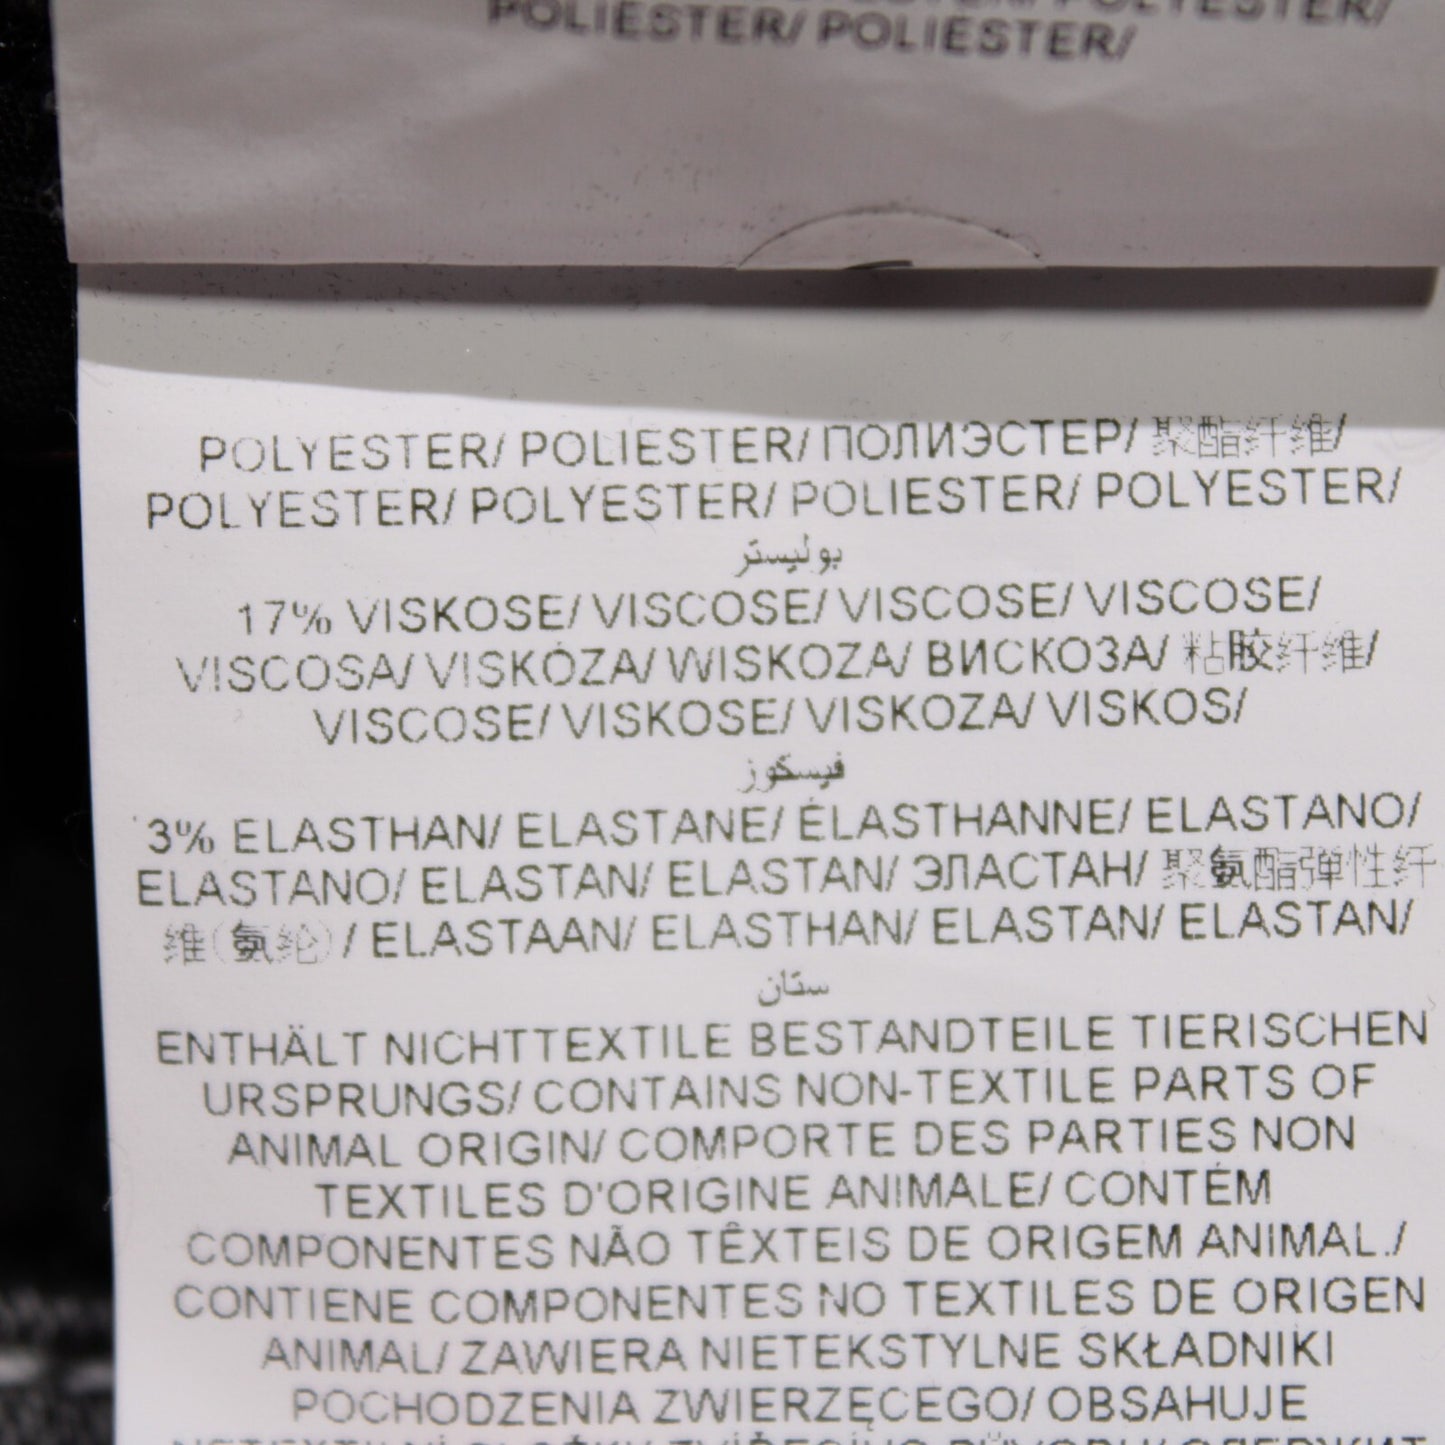 POLYESTER/
POLIESTER/ POLIESTER/
POLYESTER/ POLIESTER/ ПОЛИЭСТЕР/ 聚酯纤维/
POLYESTER/ POLYESTER/ POLIESTER/ POLYESTER/
بوليستر
17% VISKOSE/ VISCOSE/ VISCOSE/ VISCOSE/
VISCOSA/ VISKÓZA/ WISKOZA/ ВИСКОЗА/ 粘胶纤维/
VISCOSE/ VISKOSE/ VISKOZA/ VISKOS/
فيسكوز
3% ELASTHAN/ ELASTANE/ ÉLASTHANNE/ ELASTANO/
ELASTANO/ ELASTAN/ ELASTAN/ ЭЛАСТАН/ 聚氨酯弹性纤
维(氨纶) / ELASTAAN/ ELASTHAN/ ELASTAN/ ELASTAN/
ستان
ENTHÄLT NICHTTEXTILE BESTANDTEILE TIERISCHEN
URSPRUNGS/ CONTAINS NON-TEXTILE PARTS OF
ANIMAL ORIGIN/ COMPORTE DES PARTIES NON
TEXTILES D'ORIGINE ANIMALE/ CONTÉM
COMPONENTES NÃO TÊXTEIS DE ORIGEM ANIMAL./
CONTIENE COMPONENTES NO TEXTILES DE ORIGEN
ANIMAL/ ZAWIERA NIETEKSTYLNE SKŁADNIKI
POCHODZENIA ZWIERZĘCEGO/ OBSAHUJE